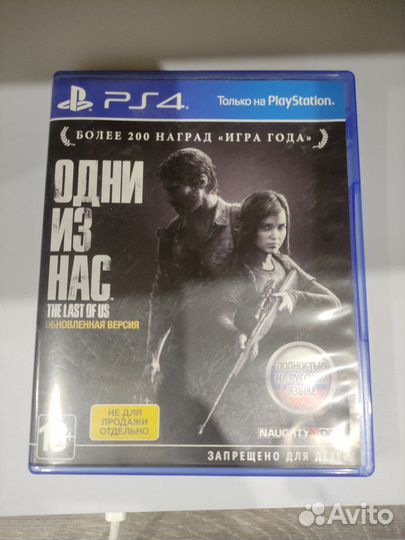 PS4
Только на PlayStation
БОЛЕЕ 200 НАГРАД «ИГРА ГОДА»
ОДНИ
ИЗ
НАС
THE LAST OF US
ОБНОВЛЕННАЯ ВЕРСИЯ
ПОЛНОСТЬЮ
НА РУССКОМ
ЯЗЫКЕ
НЕ ДЛЯ
ПРОДАЖИ
ОТДЕЛЬНО
NAUGHTY DOG
18+
ЗАПРЕЩЕНО ДЛЯ ДЕТЕЙ
Avito